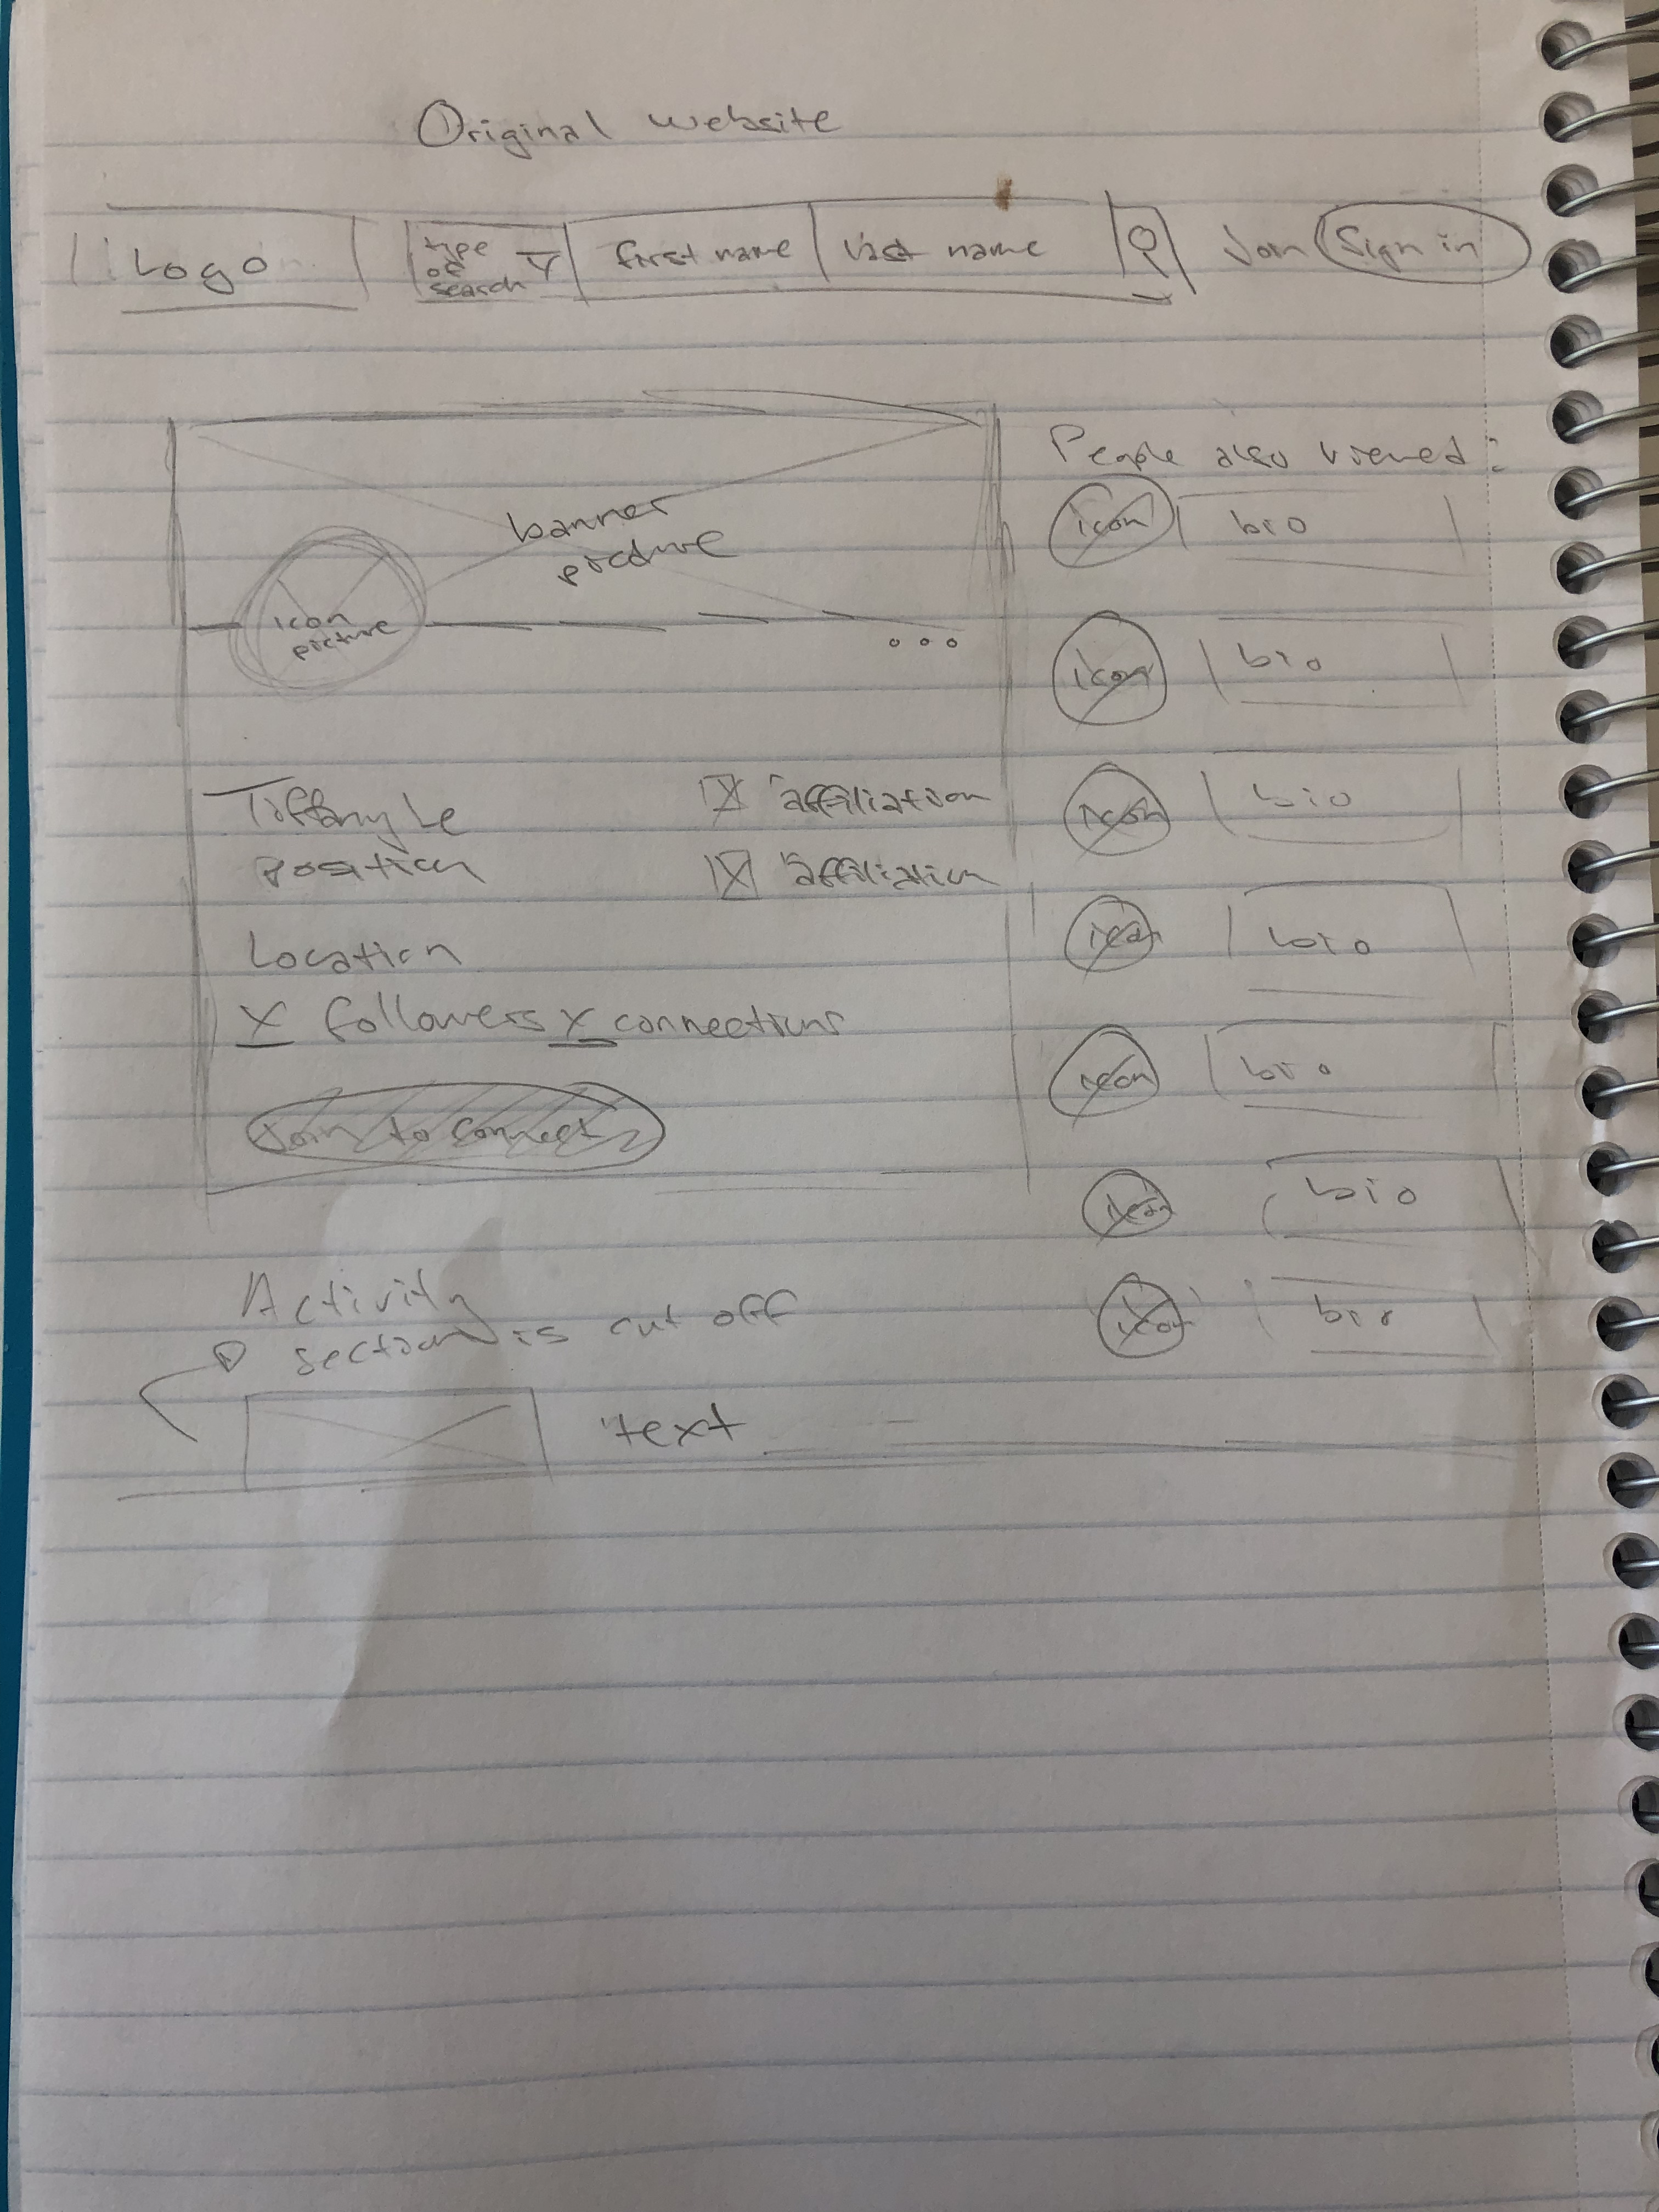 Original website
Logo
type of search
first name
last name
Join
Sign in
banner picture
icon picture
People also viewed:
icon bio
icon bio
icon bio
icon bio
icon bio
icon bio
icon bio
Tiffany Le
affiliation
position
affiliation
Location
X followers X connections
Join to connect
Activity
section is cut off
text